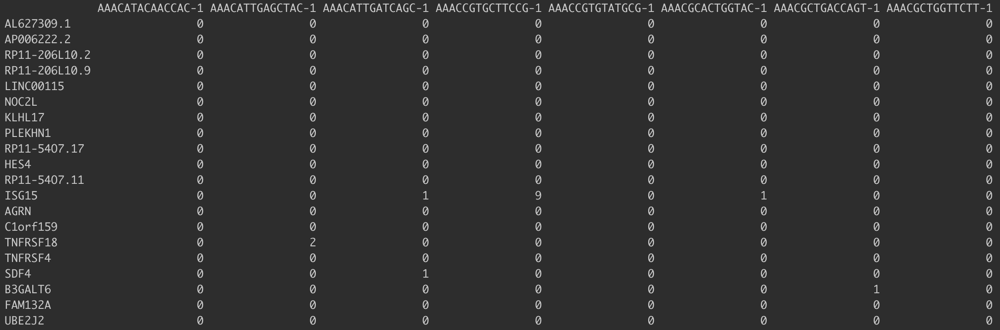 AAACATACAACCAC-1 AAACATTGAGCTAC-1 AAACATTGATCAGC-1 AAACCGTGCTTCCG-1 AAACCGTGTATGCG-1 AAACGCACTGGTAC-1 AAACGCTGACCAGT-1 AAACGCTGGTTCTT-1
AL627309.1 0 0 0 0 0 0 0 0
AP006222.2 0 0 0 0 0 0 0 0
RP11-206L10.2 0 0 0 0 0 0 0 0
RP11-206L10.9 0 0 0 0 0 0 0 0
LINC00115 0 0 0 0 0 0 0 0
NOC2L 0 0 0 0 0 0 0 0
KLHL17 0 0 0 0 0 0 0 0
PLEKHN1 0 0 0 0 0 0 0 0
RP11-54O7.17 0 0 0 0 0 0 0 0
HES4 0 0 0 0 0 0 0 0
RP11-54O7.11 0 0 0 0 0 0 0 0
ISG15 0 0 1 9 0 1 0 0
AGRN 0 0 0 0 0 0 0 0
C1orf159 0 0 0 0 0 0 0 0
TNFRSF18 0 2 0 0 0 0 0 0
TNFRSF4 0 0 0 0 0 0 0 0
SDF4 0 0 1 0 0 0 0 0
B3GALT6 0 0 0 0 0 0 1 0
FAM132A 0 0 0 0 0 0 0 0
UBE2J2 0 0 0 0 0 0 0 0